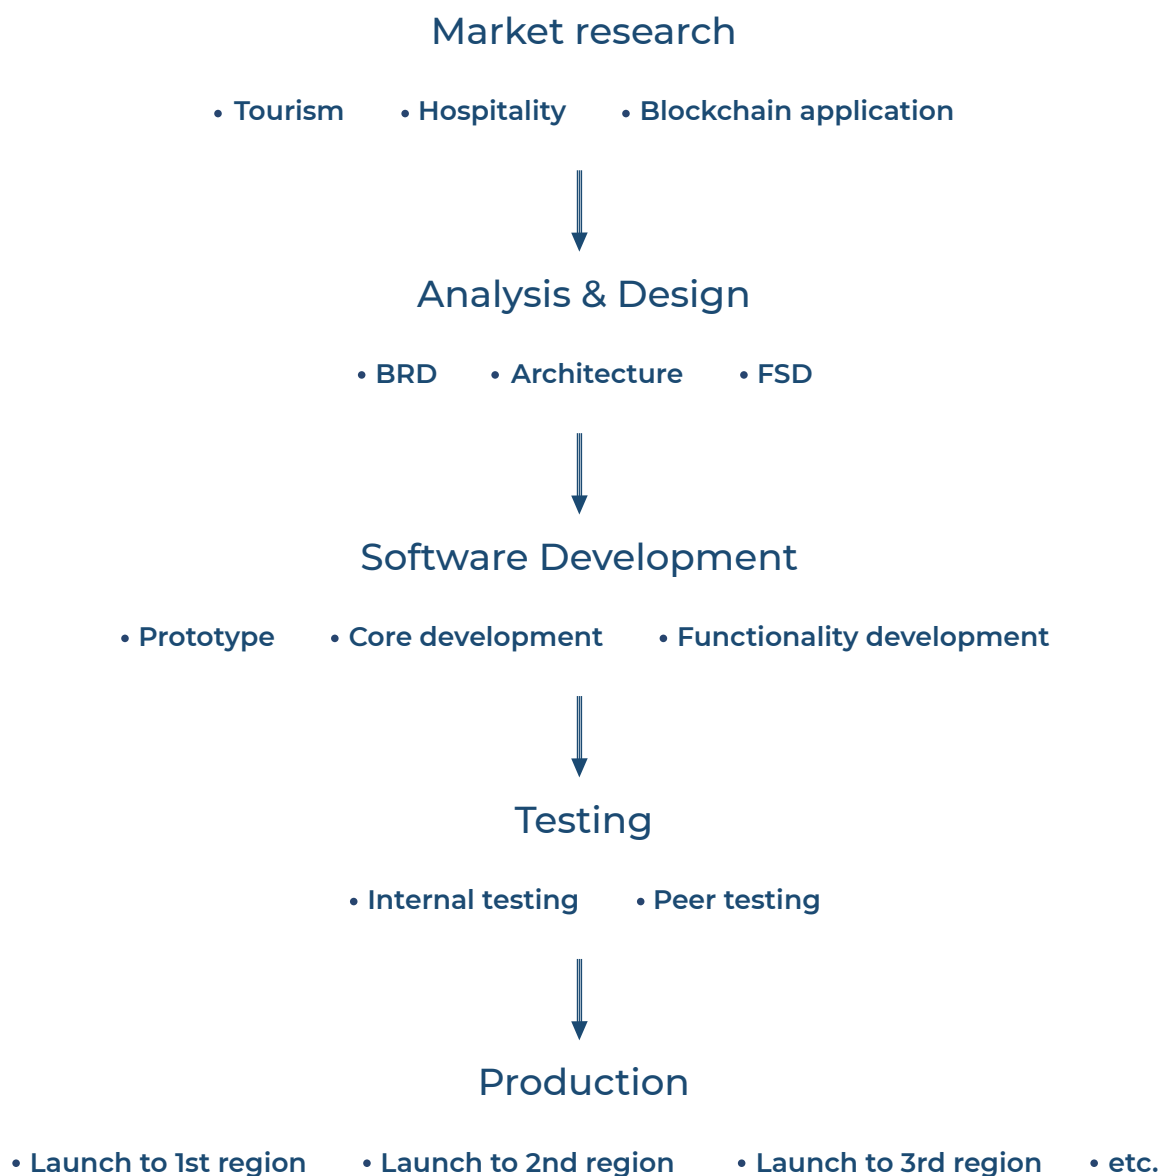 Market research
• Tourism • Hospitality • Blockchain application
Analysis & Design
• BRD • Architecture • FSD
Software Development
• Prototype • Core development • Functionality development
Testing
• Internal testing • Peer testing
Production
• Launch to 1st region • Launch to 2nd region • Launch to 3rd region • etc.